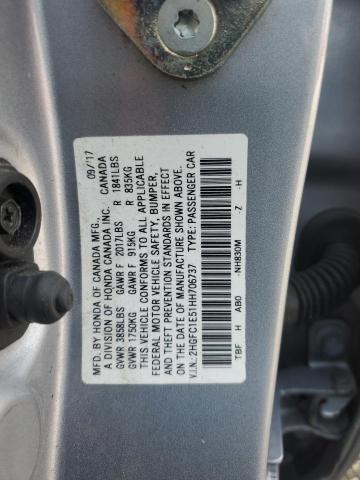 MFD. BY HONDA OF CANADA MFG., 09/17
A DIVISION OF HONDA CANADA INC. CANADA
GVWR 3858LBS GAWR F 2017LBS R 1841LBS
GVWR 1750KG GAWR F 915KG R 835KG
THIS VEHICLE CONFORMS TO ALL APPLICABLE
FEDERAL MOTOR VEHICLE SAFETY, BUMPER,
AND THEFT PREVENTION STANDARDS IN EFFECT
ON THE DATE OF MANUFACTURE SHOWN ABOVE.
V.I.N.: 2HGFC1E51HH706737 TYPE: PASSENGER CAR
TBF H AB0 -NH830M -Z -H